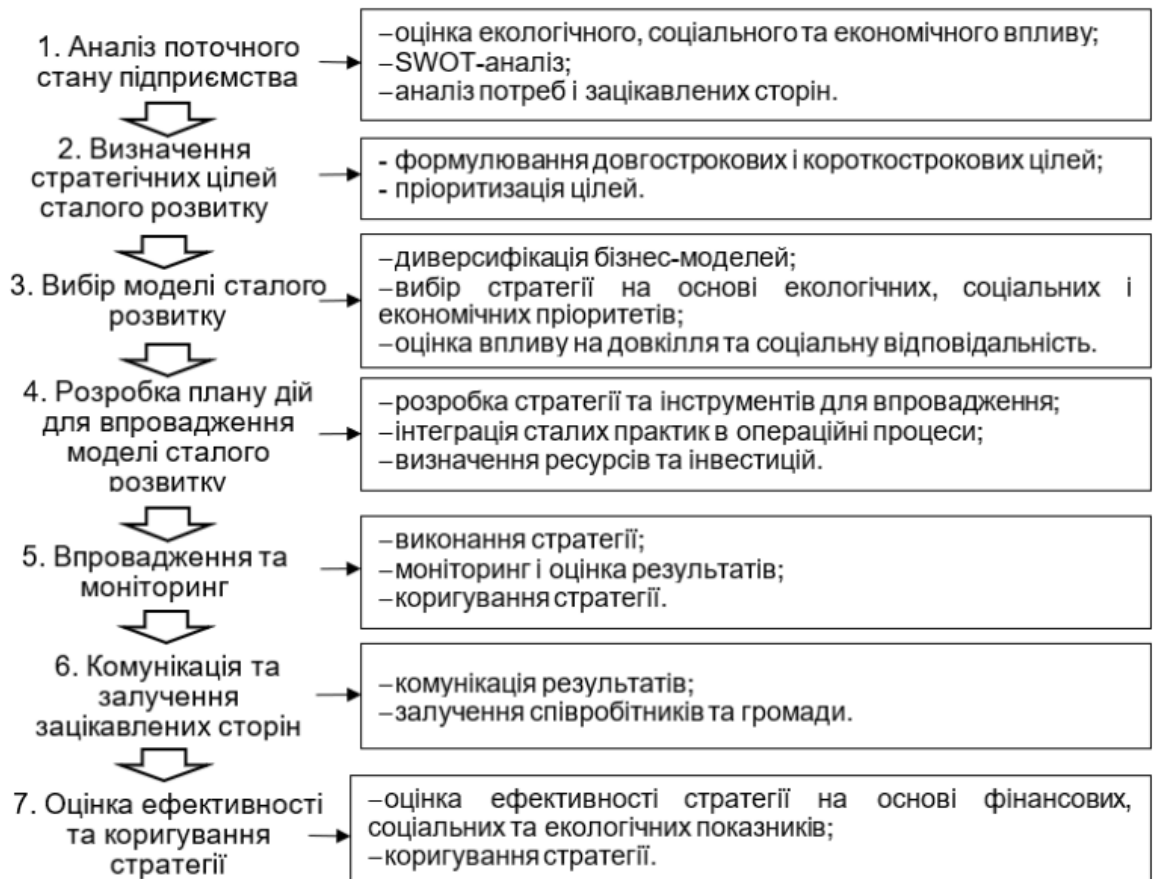 1. Аналіз поточного
стану підприємства
–оцінка екологічного, соціального та економічного впливу;
–SWOT-аналіз;
–аналіз потреб і зацікавлених сторін.
2. Визначення
стратегічних цілей
сталого розвитку
- формулювання довгострокових і короткострокових цілей;
- пріоритизація цілей.
3. Вибір моделі сталого
розвитку
–диверсифікація бізнес-моделей;
–вибір стратегії на основі екологічних, соціальних і
економічних пріоритетів;
–оцінка впливу на довкілля та соціальну відповідальність.
4. Розробка плану дій
для впровадження
моделі сталого
розвитку
–розробка стратегії та інструментів для впровадження;
–інтеграція сталих практик в операційні процеси;
–визначення ресурсів та інвестицій.
5. Впровадження та
моніторинг
–виконання стратегії;
–моніторинг і оцінка результатів;
–коригування стратегії.
6. Комунікація та
залучення
зацікавлених сторін
–комунікація результатів;
–залучення співробітників та громади.
7. Оцінка ефективності
та коригування
стратегії
–оцінка ефективності стратегії на основі фінансових,
соціальних та екологічних показників;
–коригування стратегії.